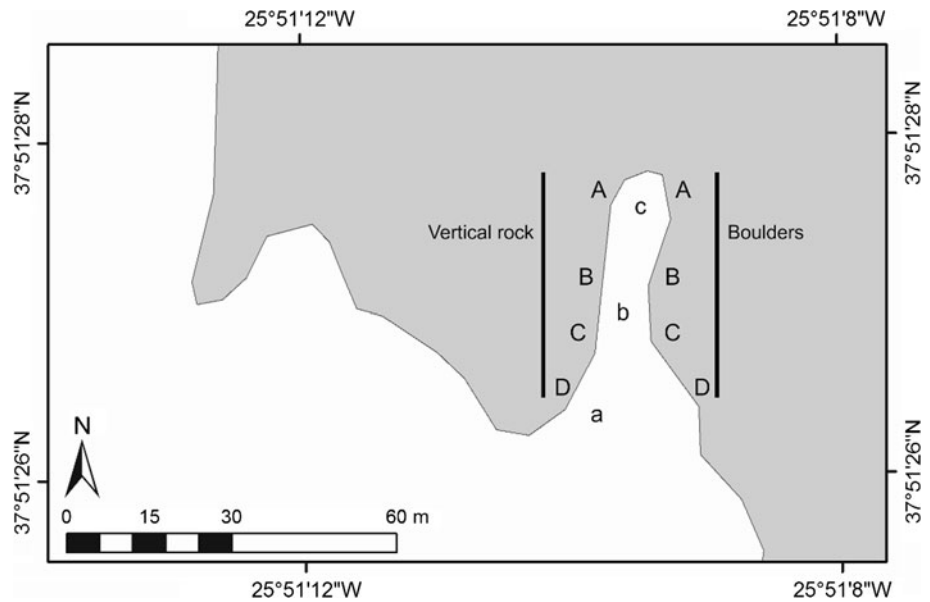 25°51'12"W 25°51'8"W
37°51'28"N 37°51'28"N
A A
c
Vertical rock Boulders
B B
b
C C
D D
a
N
37°51'26"N 37°51'26"N
0 15 30 60 m
25°51'12"W 25°51'8"W